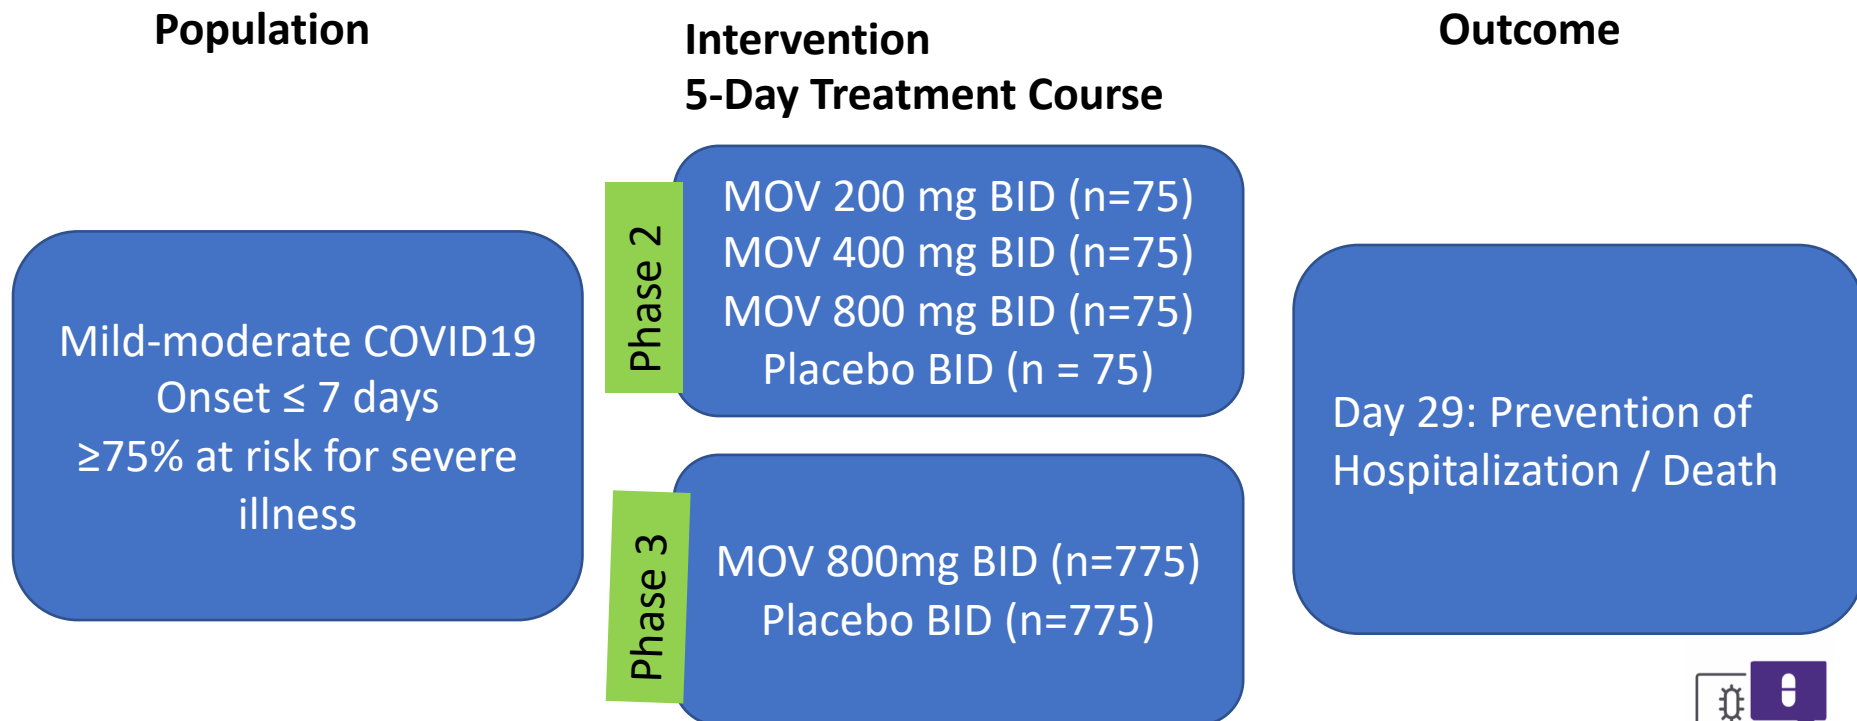 Population
Intervention
5-Day Treatment Course
Outcome
Mild-moderate COVID19
Onset ≤ 7 days
≥75% at risk for severe
illness
Phase 2
MOV 200 mg BID (n=75)
MOV 400 mg BID (n=75)
MOV 800 mg BID (n=75)
Placebo BID (n = 75)
Phase 3
MOV 800mg BID (n=775)
Placebo BID (n=775)
Day 29: Prevention of
Hospitalization / Death